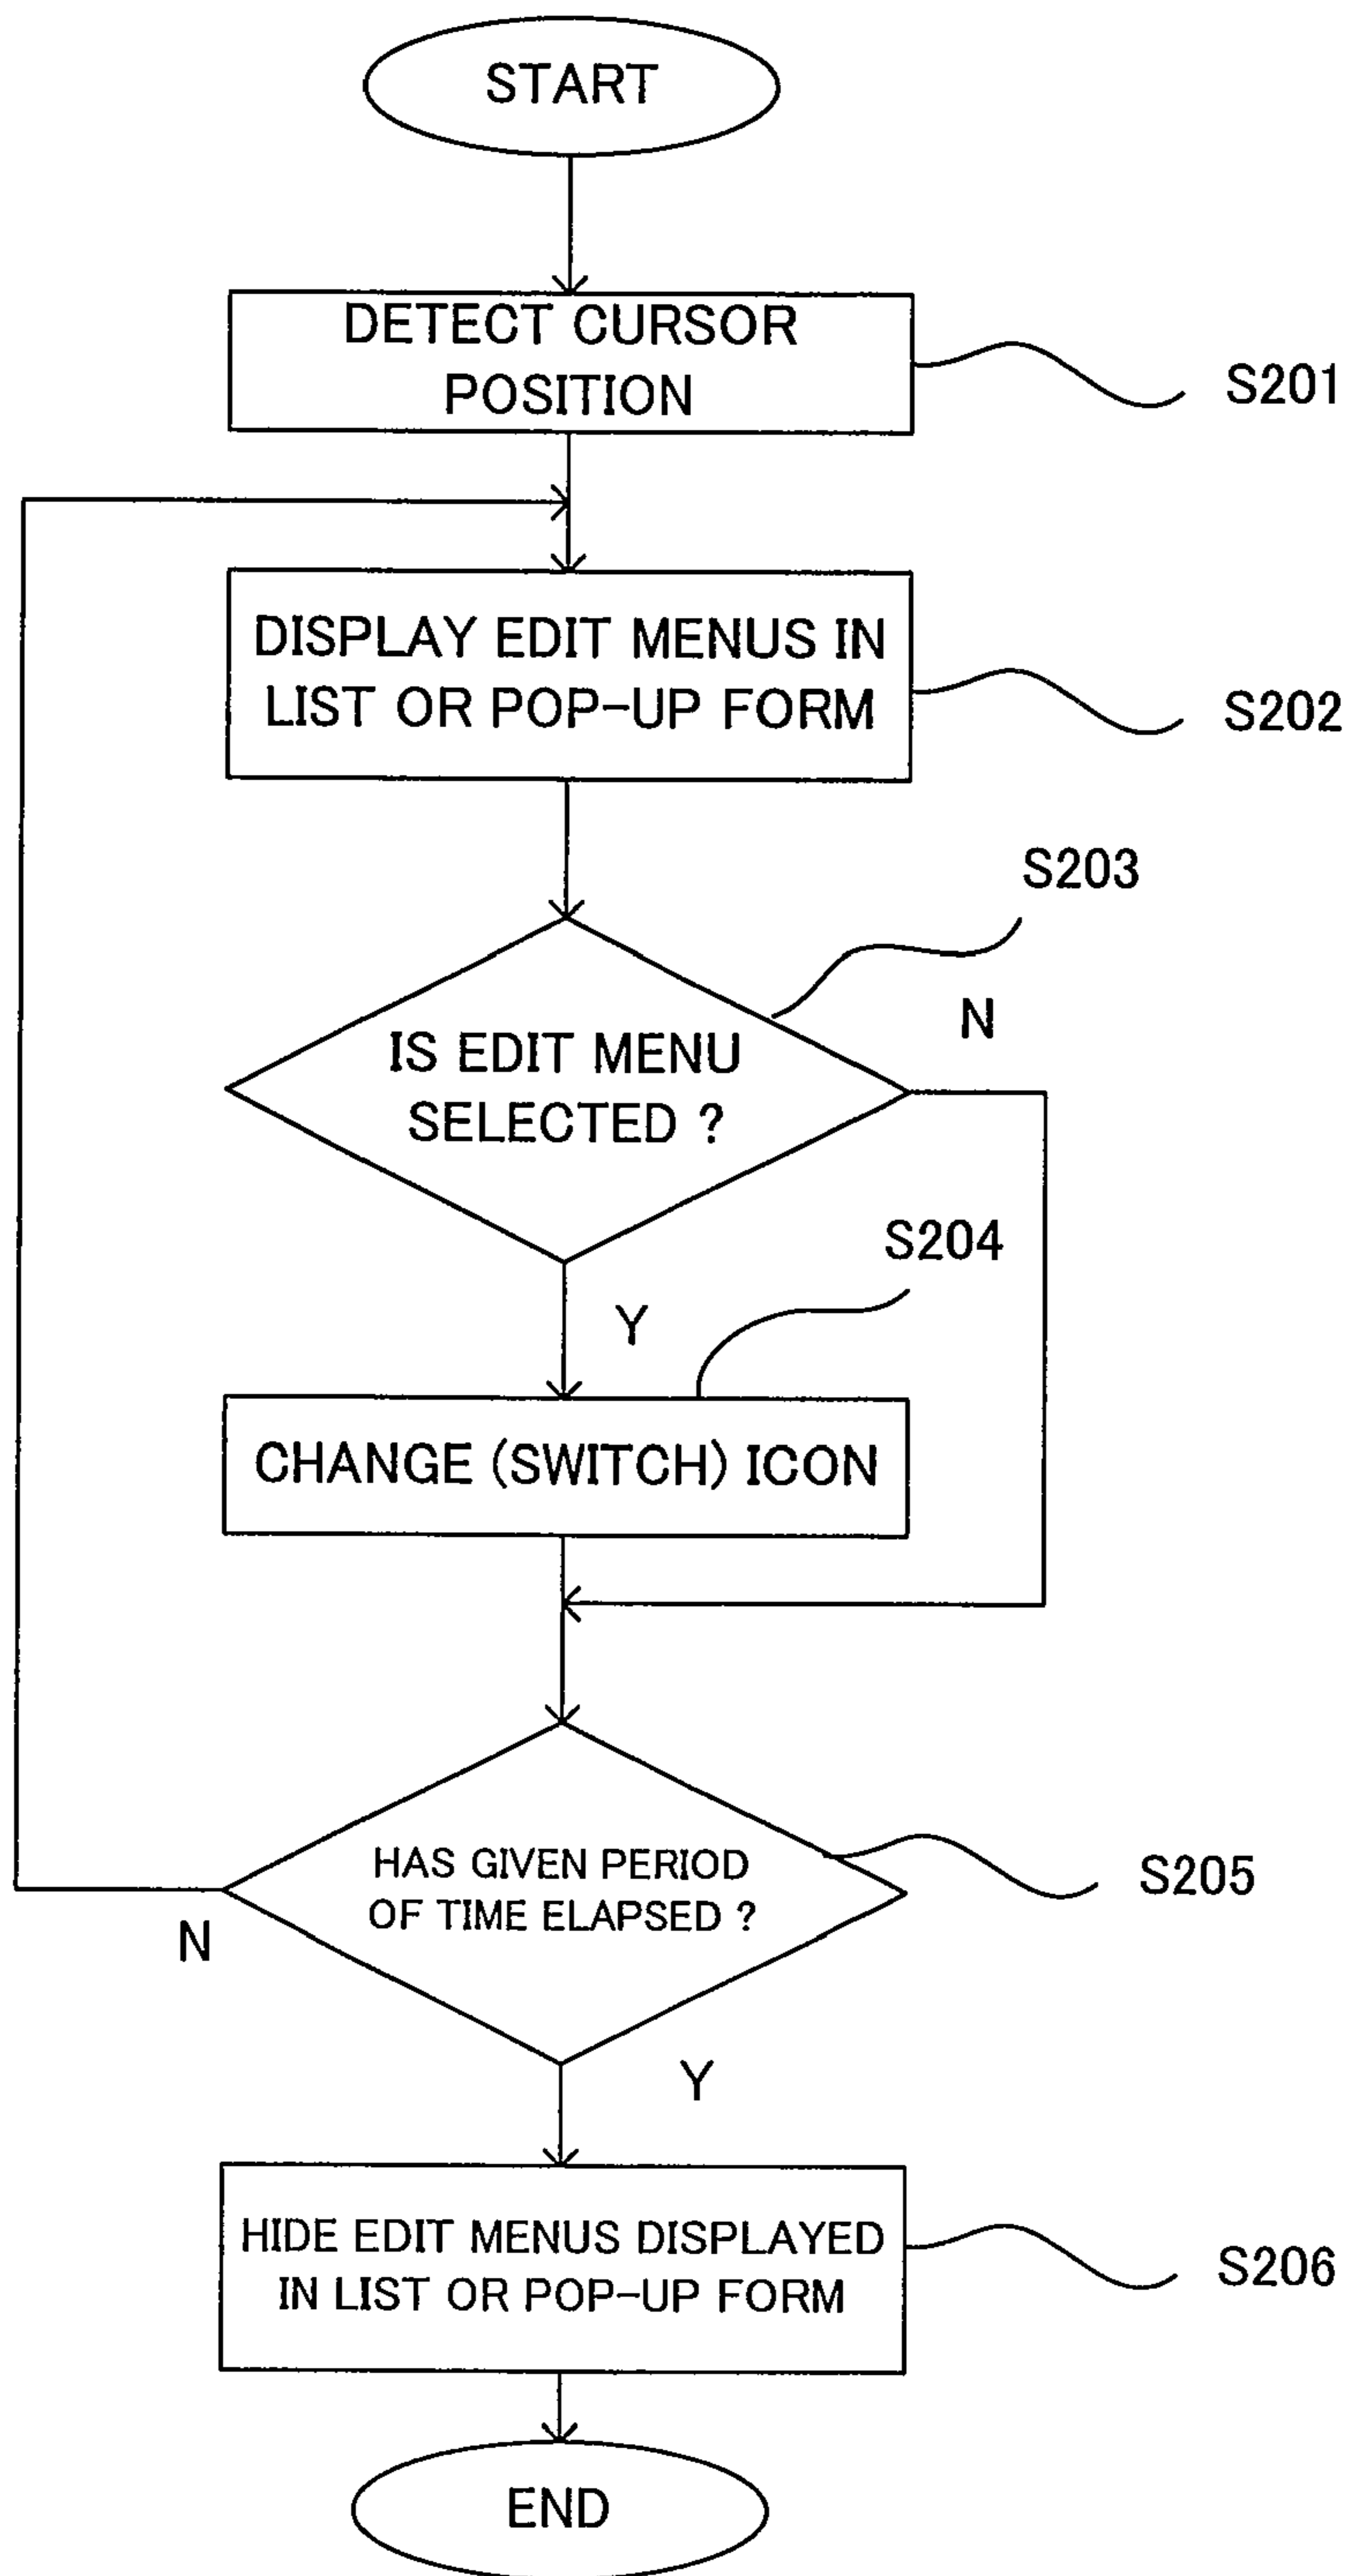 START
DETECT CURSOR
POSITION
S201
DISPLAY EDIT MENUS IN
LIST OR POP-UP FORM
S202
S203
N
IS EDIT MENU
SELECTED ?
S204
Y
CHANGE (SWITCH) ICON
HAS GIVEN PERIOD
OF TIME ELAPSED ?
S205
N
Y
HIDE EDIT MENUS DISPLAYED
IN LIST OR POP-UP FORM
S206
END